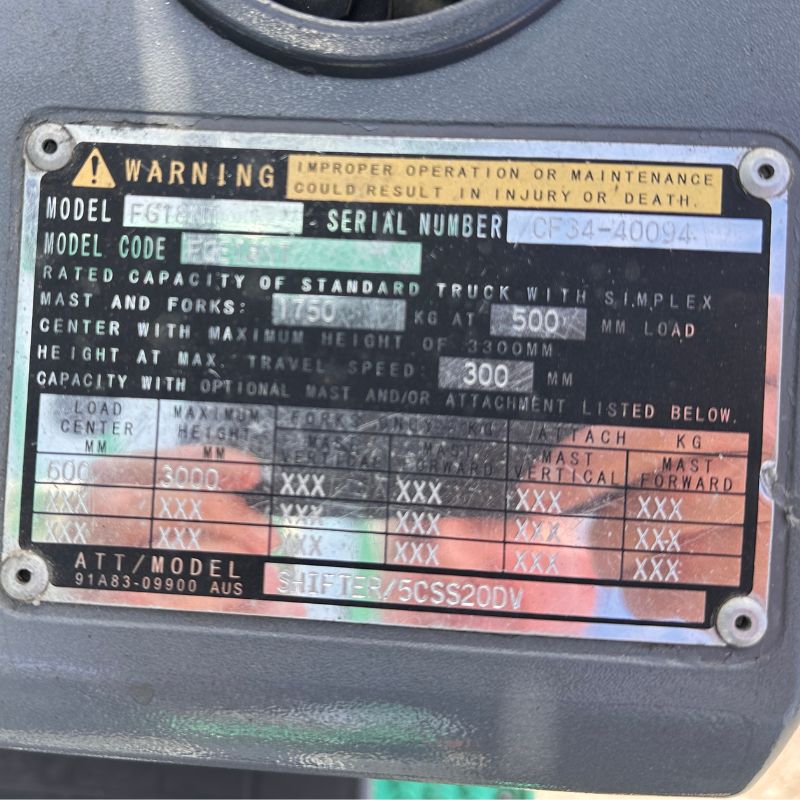 WARNING IMPROPER OPERATION OR MAINTENANCE
COULD RESULT IN INJURY OR DEATH.
MODEL FG18N SERIAL NUMBER CF34-40094
MODEL CODE
RATED CAPACITY OF STANDARD TRUCK WITH SIMPLEX
MAST AND FORKS: 1750 KG AT 500 MM LOAD
CENTER WITH MAXIMUM HEIGHT OF 3300MM
HEIGHT AT MAX. TRAVEL SPEED: 300 MM
CAPACITY WITH OPTIONAL MAST AND/OR ATTACHMENT LISTED BELOW.
LOAD CENTER MM MAXIMUM HEIGHT MM FORKS ONLY KG ATTACH KG
MAST VERTICAL MAST FORWARD MAST VERTICAL MAST FORWARD
600 3000 XXX XXX XXX XXX
XXX XXX XXX XXX XXX XXX
XXX XXX XXX XXX XXX XXX
ATT/MODEL SHIFTER/5CSS20DV
91A83-09900 AUS